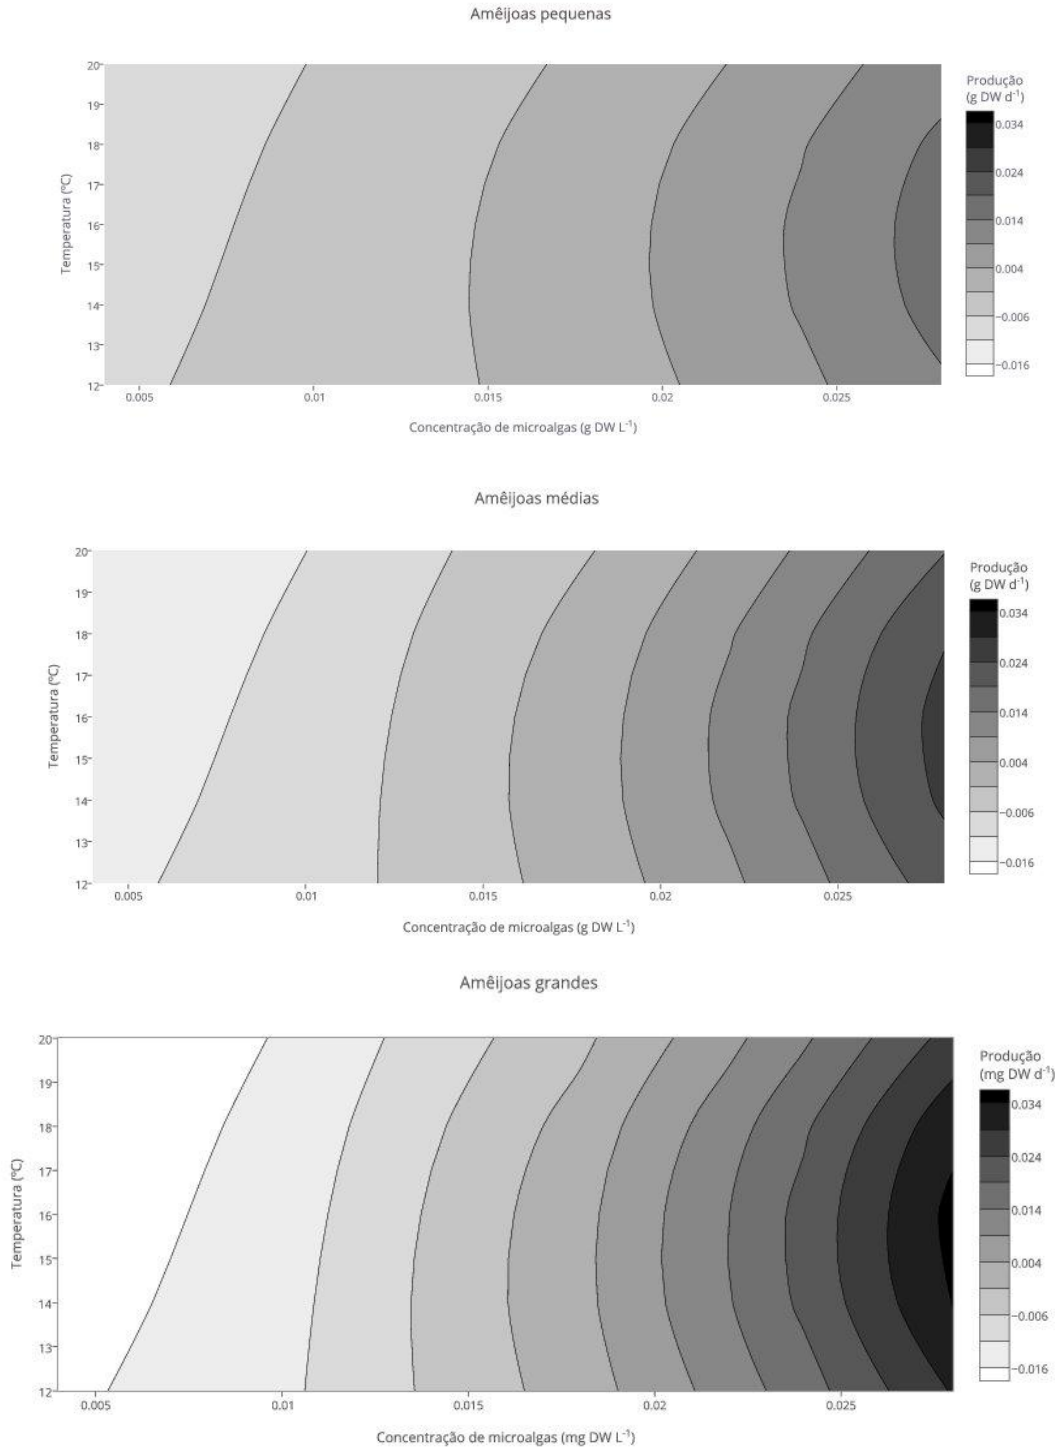 Amêijoas pequenas
Produção
(g DW d⁻¹)
0.034
0.024
0.014
0.004
−0.006
−0.016
Temperatura (ºC)
20
19
18
17
16
15
14
13
12
0.005 0.01 0.015 0.02 0.025
Concentração de microalgas (g DW L⁻¹)
Amêijoas médias
Produção
(g DW d⁻¹)
0.034
0.024
0.014
0.004
−0.006
−0.016
Temperatura (ºC)
20
19
18
17
16
15
14
13
12
0.005 0.01 0.015 0.02 0.025
Concentração de microalgas (g DW L⁻¹)
Amêijoas grandes
Produção
(mg DW d⁻¹)
0.034
0.024
0.014
0.004
−0.006
−0.016
Temperatura (ºC)
20
19
18
17
16
15
14
13
12
0.005 0.01 0.015 0.02 0.025
Concentração de microalgas (mg DW L⁻¹)